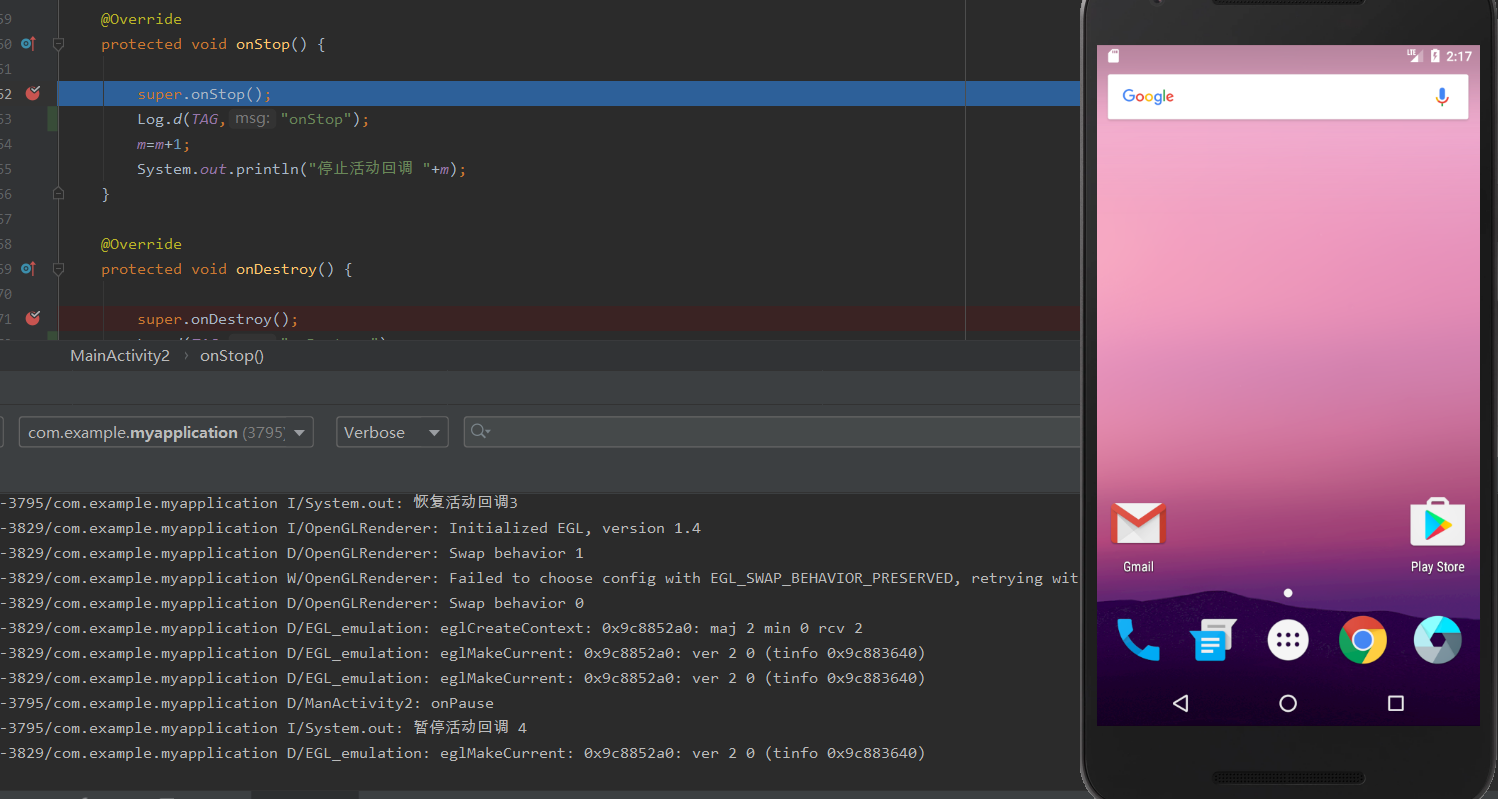 59 @Override
60 protected void onStop() {
61
62 super.onStop();
63 Log.d(TAG, msg: "onStop");
64 m=m+1;
65 System.out.println("停止活动回调 "+m);
66 }
67
68 @Override
69 protected void onDestroy() {
70
71 super.onDestroy();
MainActivity2 › onStop()
com.example.myapplication (3795)
Verbose
-3795/com.example.myapplication I/System.out: 恢复活动回调3
-3829/com.example.myapplication I/OpenGLRenderer: Initialized EGL, version 1.4
-3829/com.example.myapplication D/OpenGLRenderer: Swap behavior 1
-3829/com.example.myapplication W/OpenGLRenderer: Failed to choose config with EGL_SWAP_BEHAVIOR_PRESERVED, retrying wit
-3829/com.example.myapplication D/OpenGLRenderer: Swap behavior 0
-3829/com.example.myapplication D/EGL_emulation: eglCreateContext: 0x9c8852a0: maj 2 min 0 rcv 2
-3829/com.example.myapplication D/EGL_emulation: eglMakeCurrent: 0x9c8852a0: ver 2 0 (tinfo 0x9c883640)
-3829/com.example.myapplication D/EGL_emulation: eglMakeCurrent: 0x9c8852a0: ver 2 0 (tinfo 0x9c883640)
-3795/com.example.myapplication D/ManActivity2: onPause
-3795/com.example.myapplication I/System.out: 暂停活动回调 4
-3829/com.example.myapplication D/EGL_emulation: eglMakeCurrent: 0x9c8852a0: ver 2 0 (tinfo 0x9c883640)
LTE 2:17
Google
Gmail
Play Store